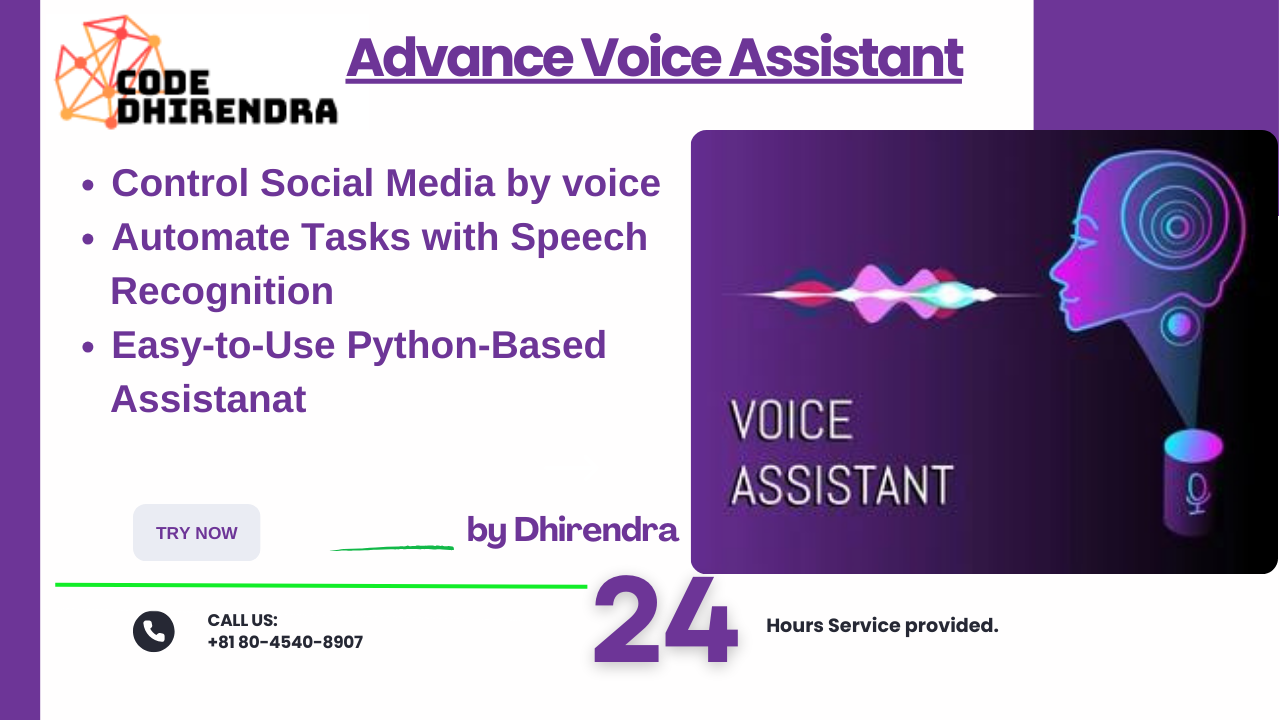 CODE
DHIRENDRA
Advance Voice Assistant
• Control Social Media by voice
• Automate Tasks with Speech
Recognition
• Easy-to-Use Python-Based
Assistanat
VOICE
ASSISTANT
TRY NOW
by Dhirendra
CALL US:
+81 80-4540-8907
24
Hours Service provided.